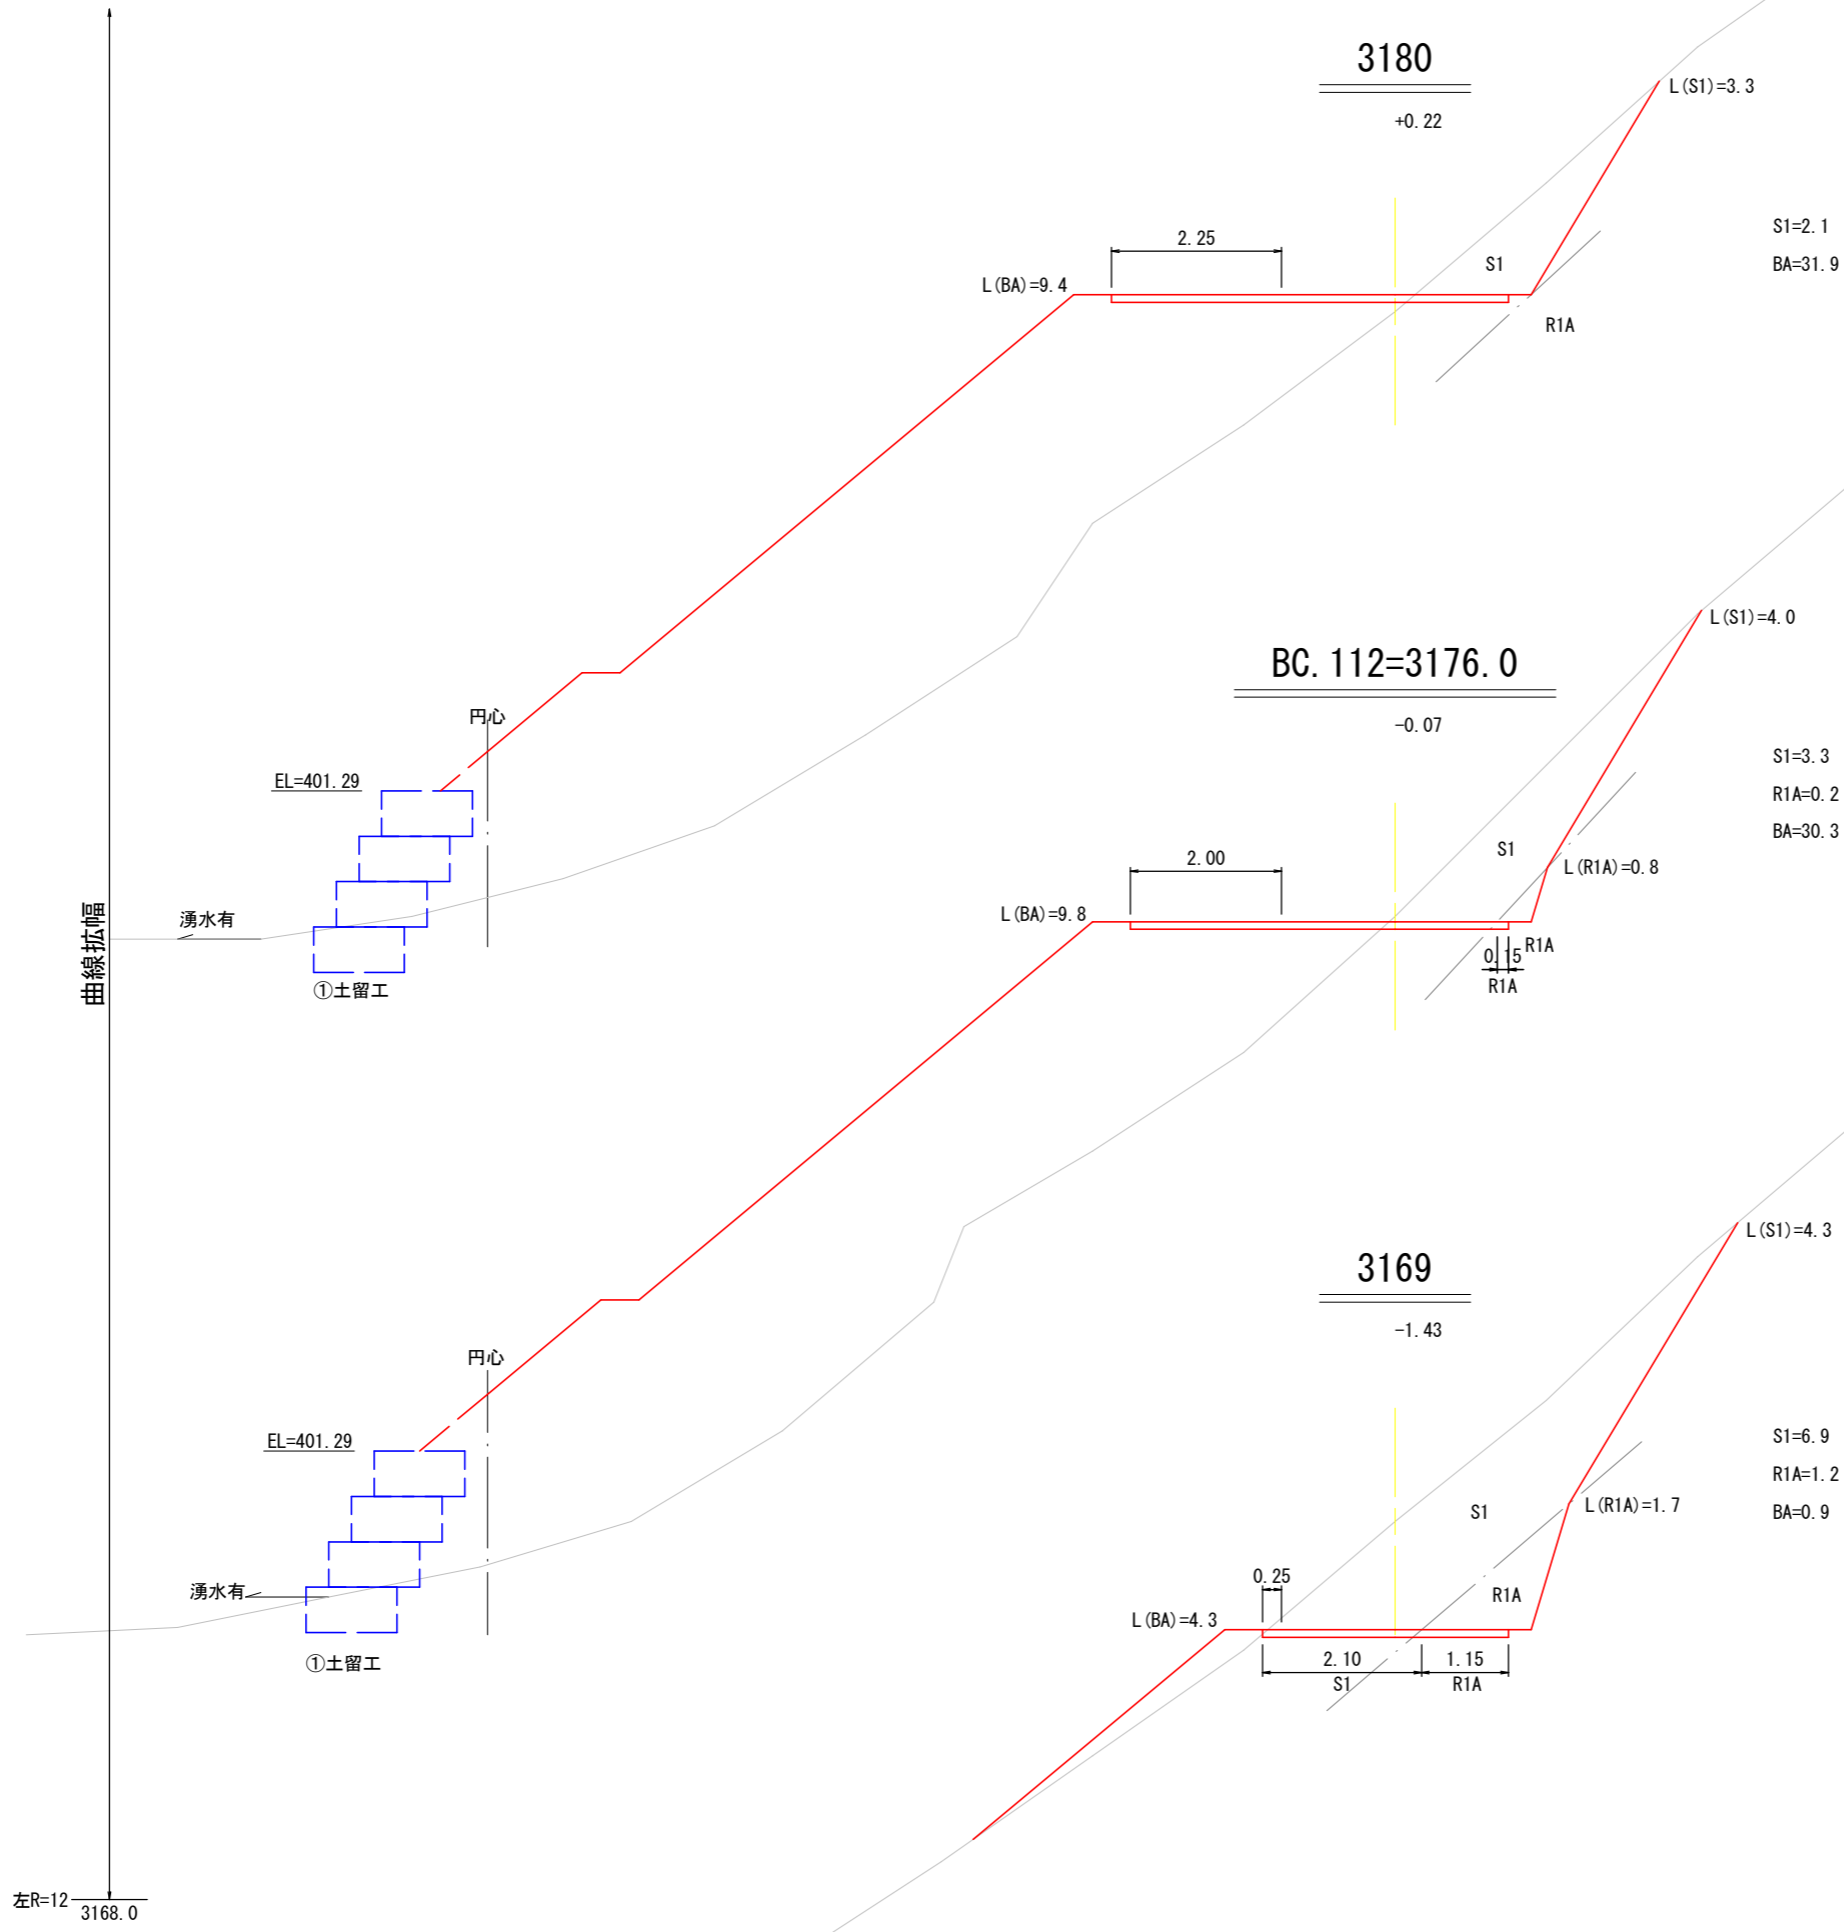 3180
+0.22
L(S1)=3.3
S1=2.1
BA=31.9
2.25
S1
L(BA)=9.4
R1A
円心
EL=401.29
湧水有
①土留工
曲線拡幅
BC.112=3176.0
-0.07
L(S1)=4.0
S1=3.3
R1A=0.2
BA=30.3
2.00
S1
L(R1A)=0.8
L(BA)=9.8
R1A
0.15
R1A
円心
EL=401.29
湧水有
①土留工
3169
-1.43
L(S1)=4.3
S1=6.9
R1A=1.2
BA=0.9
S1
L(R1A)=1.7
0.25
R1A
L(BA)=4.3
2.10
1.15
S1
R1A
左R=12
3168.0